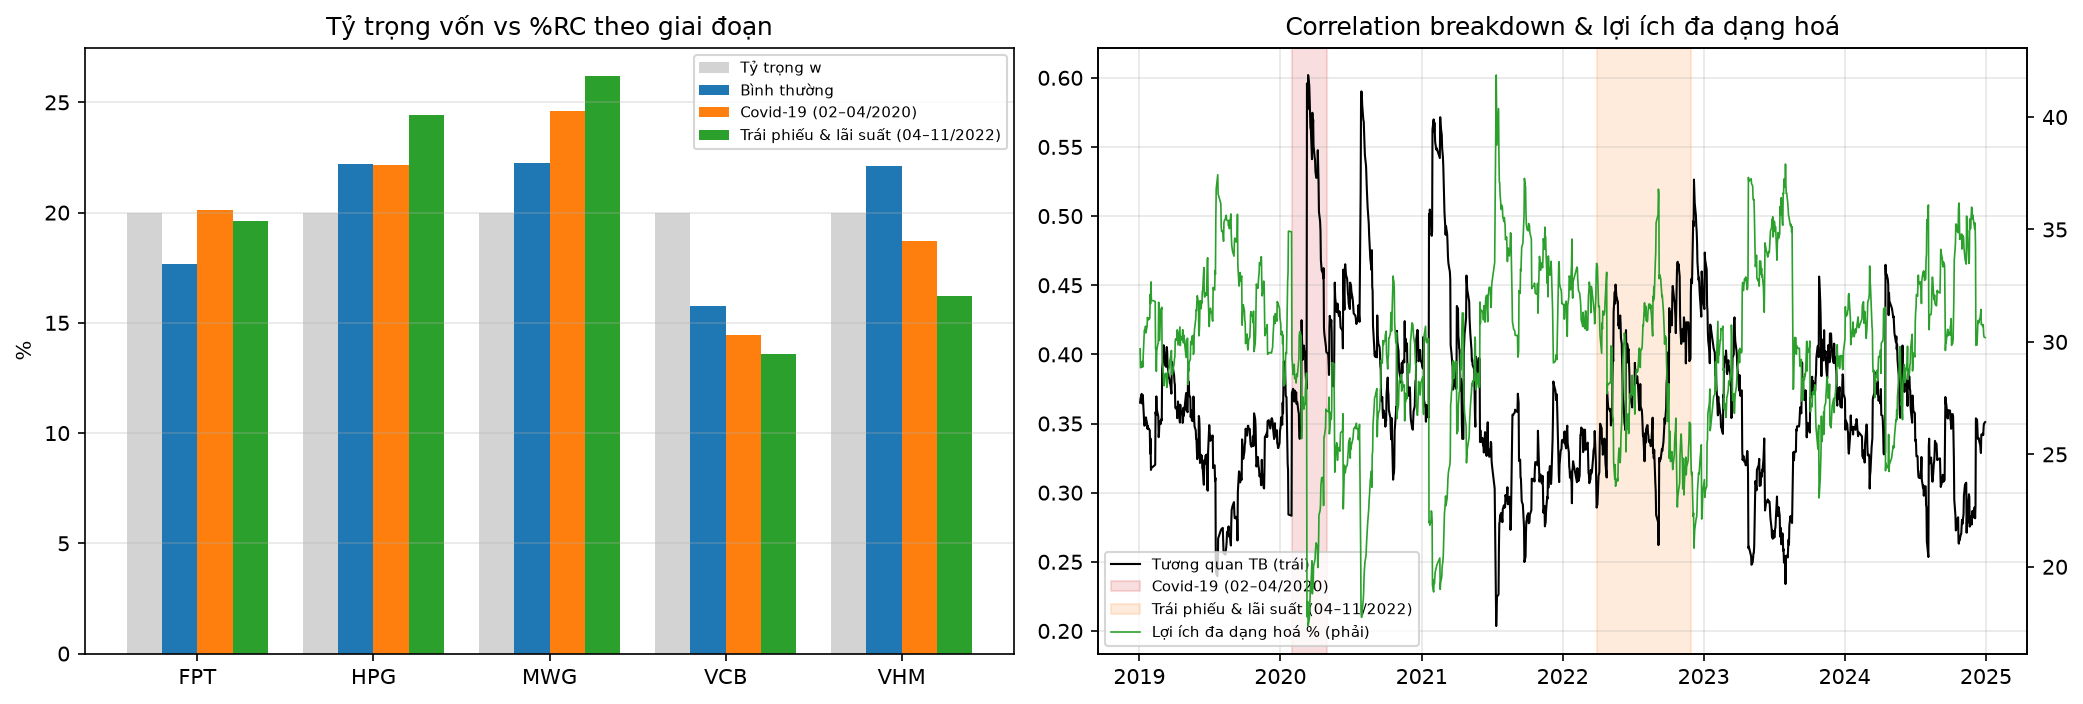 Tỷ trọng vốn vs %RC theo giai đoạn
25
20
15
10
5
0
%
FPT
HPG
MWG
VCB
VHM
Tỷ trọng w
Bình thường
Covid-19 (02–04/2020)
Trái phiếu & lãi suất (04–11/2022)
Correlation breakdown & lợi ích đa dạng hoá
0.60
0.55
0.50
0.45
0.40
0.35
0.30
0.25
0.20
40
35
30
25
20
2019
2020
2021
2022
2023
2024
2025
Tương quan TB (trái)
Covid-19 (02–04/2020)
Trái phiếu & lãi suất (04–11/2022)
Lợi ích đa dạng hoá % (phải)